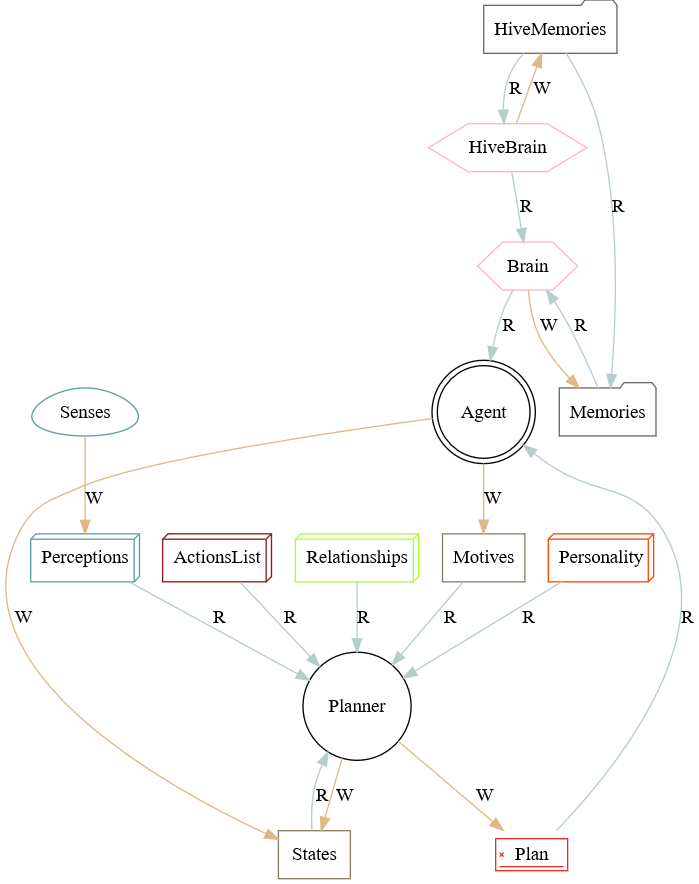 HiveMemories
R
W
HiveBrain
R
R
Brain
R
W
R
Senses
Agent
Memories
W
W
Perceptions
ActionsList
Relationships
Motives
Personality
W
R
R
R
R
R
R
Planner
R
W
W
States
Plan